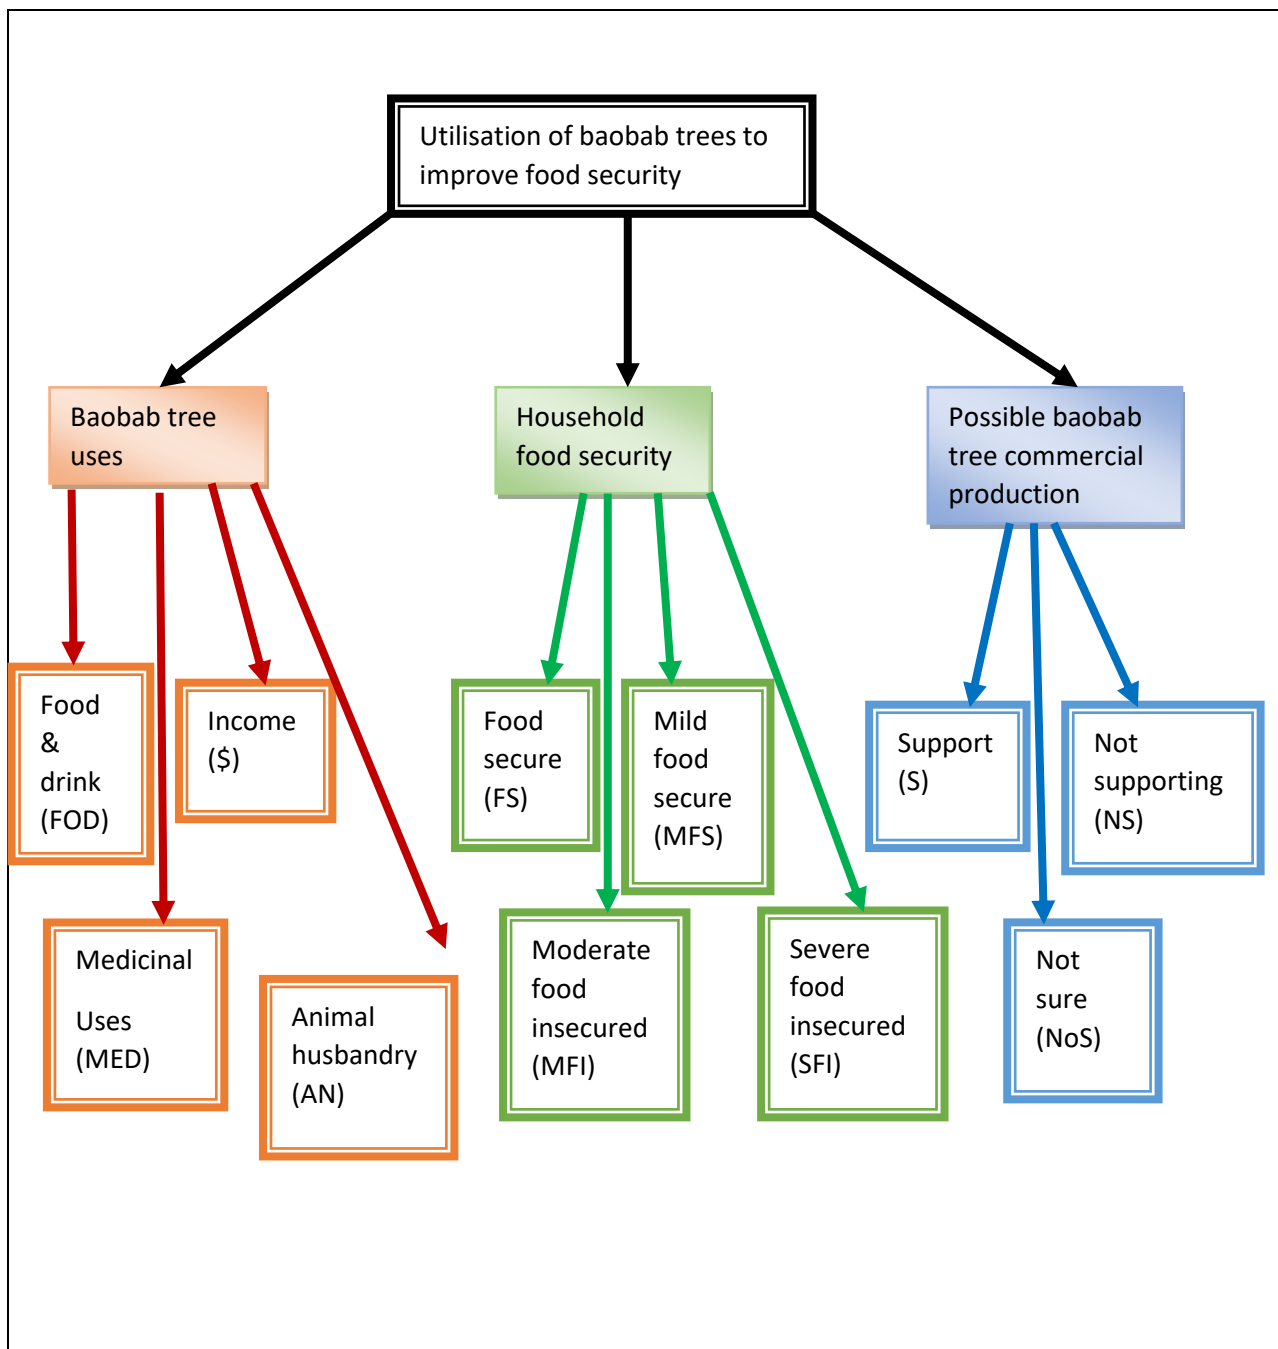 Utilisation of baobab trees to
improve food security
Baobab tree
uses
Household
food security
Possible baobab
tree commercial
production
Food
&
drink
(FOD)
Income
($)
Food
secure
(FS)
Mild
food
secure
(MFS)
Support
(S)
Not
supporting
(NS)
Medicinal
Uses
(MED)
Animal
husbandry
(AN)
Moderate
food
insecured
(MFI)
Severe
food
insecured
(SFI)
Not
sure
(NoS)